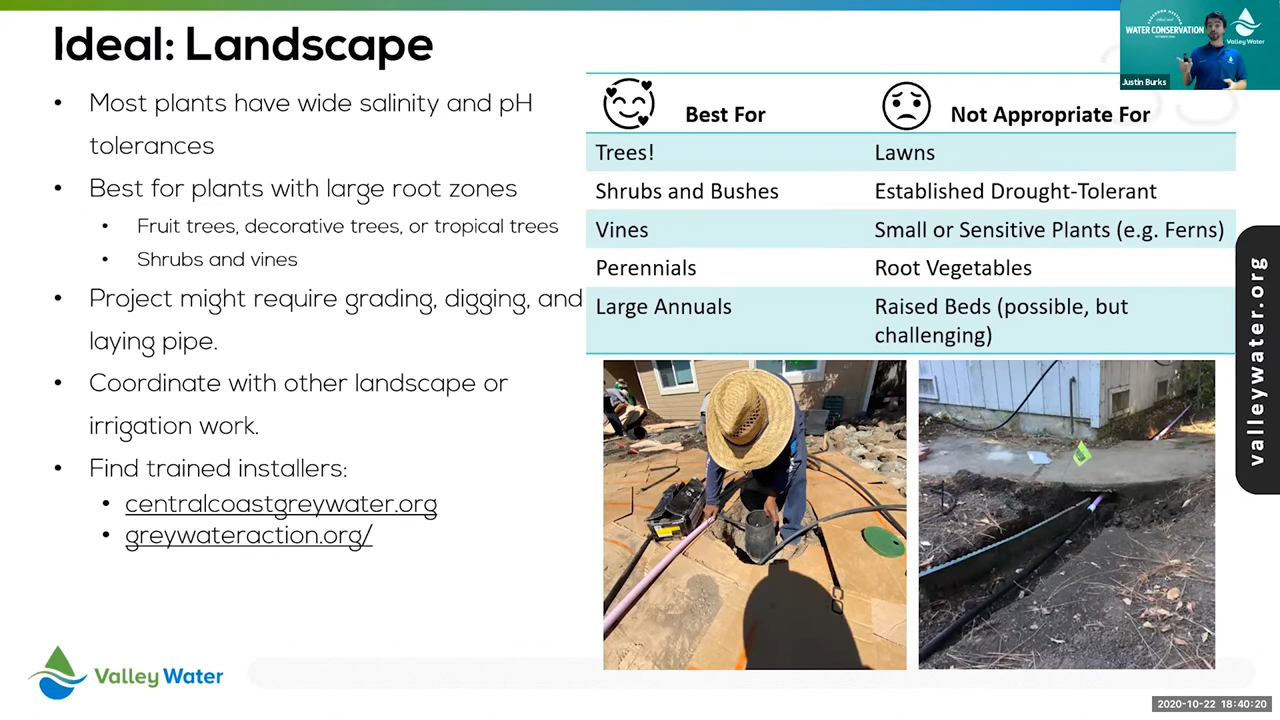 Ideal: Landscape
• Most plants have wide salinity and pH
tolerances
• Best for plants with large root zones
• Fruit trees, decorative trees, or tropical trees
• Shrubs and vines
• Project might require grading, digging, and
laying pipe.
• Coordinate with other landscape or
irrigation work.
• Find trained installers:
• centralcoastgreywater.org
• greywateraction.org/
Best For Not Appropriate For
Trees! Lawns
Shrubs and Bushes Established Drought-Tolerant
Vines Small or Sensitive Plants (e.g. Ferns)
Perennials Root Vegetables
Large Annuals Raised Beds (possible, but
challenging)
WATER CONSERVATION
Valley Water
Justin Burks
valleywater.org
Valley Water
2020-10-22 18:40:20